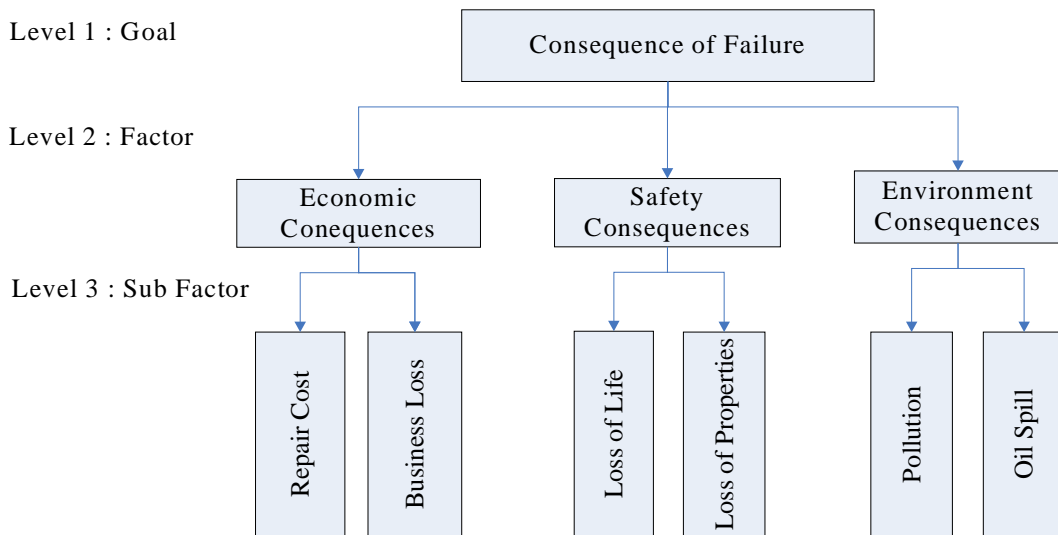 Level 1 : Goal
Consequence of Failure
Level 2 : Factor
Economic
Conequences
Safety
Consequences
Environment
Consequences
Level 3 : Sub Factor
Repair Cost
Business Loss
Loss of Life
Loss of Properties
Pollution
Oil Spill